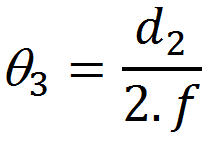 θ₃ = d₂ / 2. f